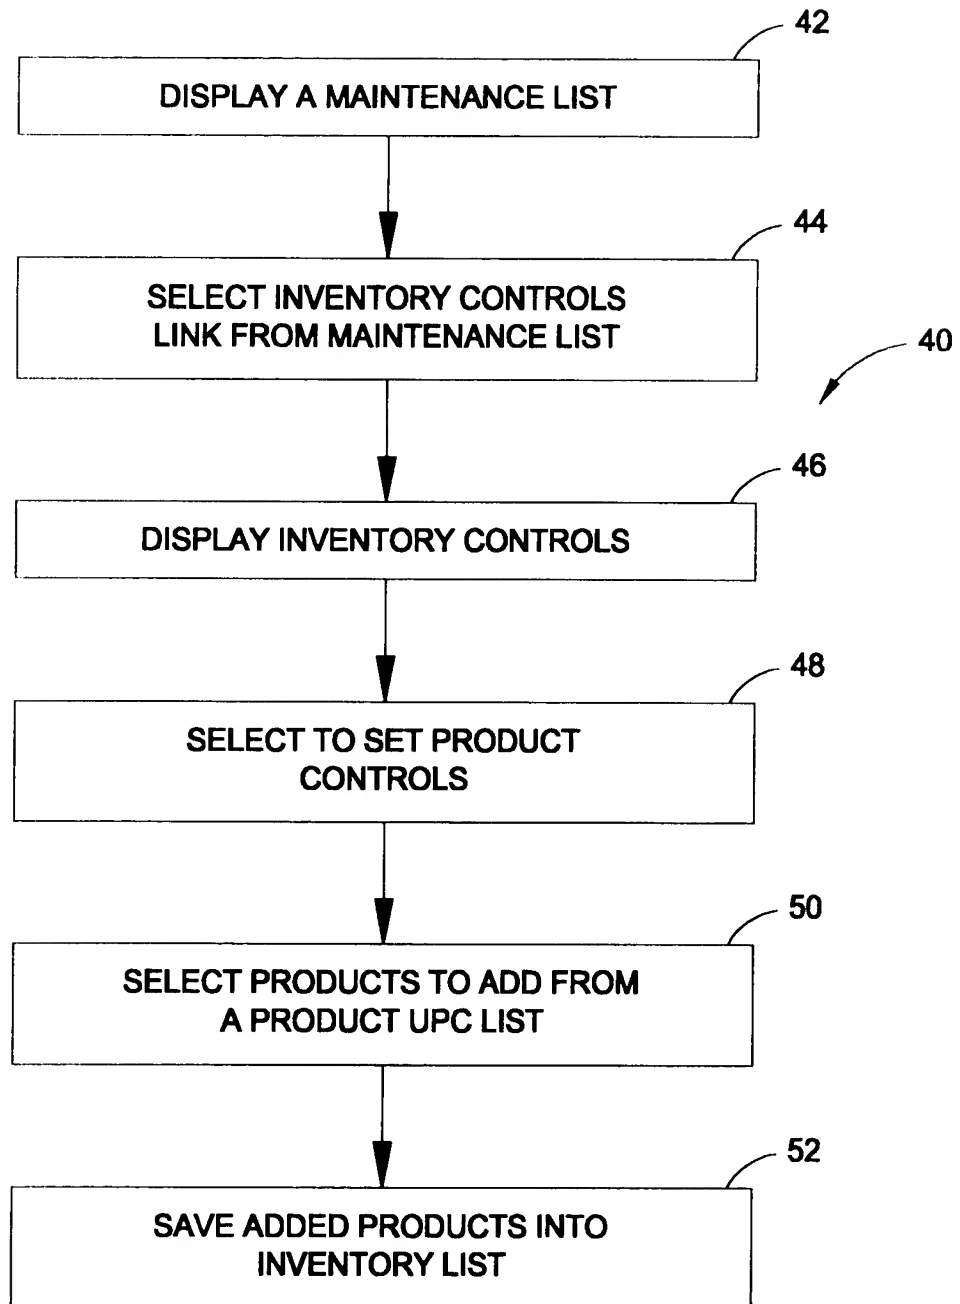 42
DISPLAY A MAINTENANCE LIST
44
SELECT INVENTORY CONTROLS
LINK FROM MAINTENANCE LIST
40
46
DISPLAY INVENTORY CONTROLS
48
SELECT TO SET PRODUCT
CONTROLS
50
SELECT PRODUCTS TO ADD FROM
A PRODUCT UPC LIST
52
SAVE ADDED PRODUCTS INTO
INVENTORY LIST